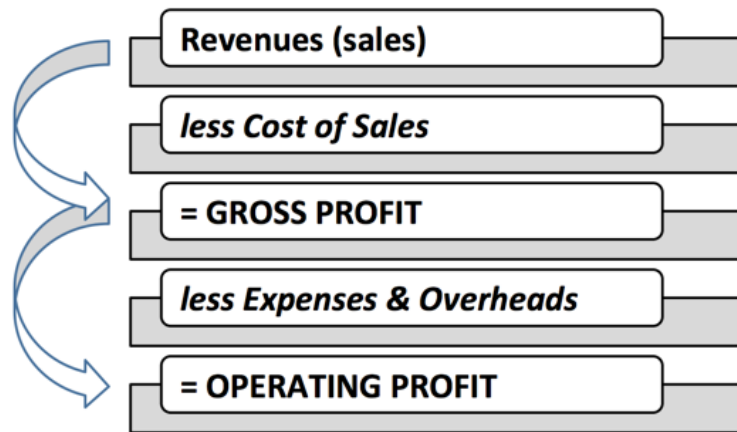 Revenues (sales)
less Cost of Sales
= GROSS PROFIT
less Expenses & Overheads
= OPERATING PROFIT